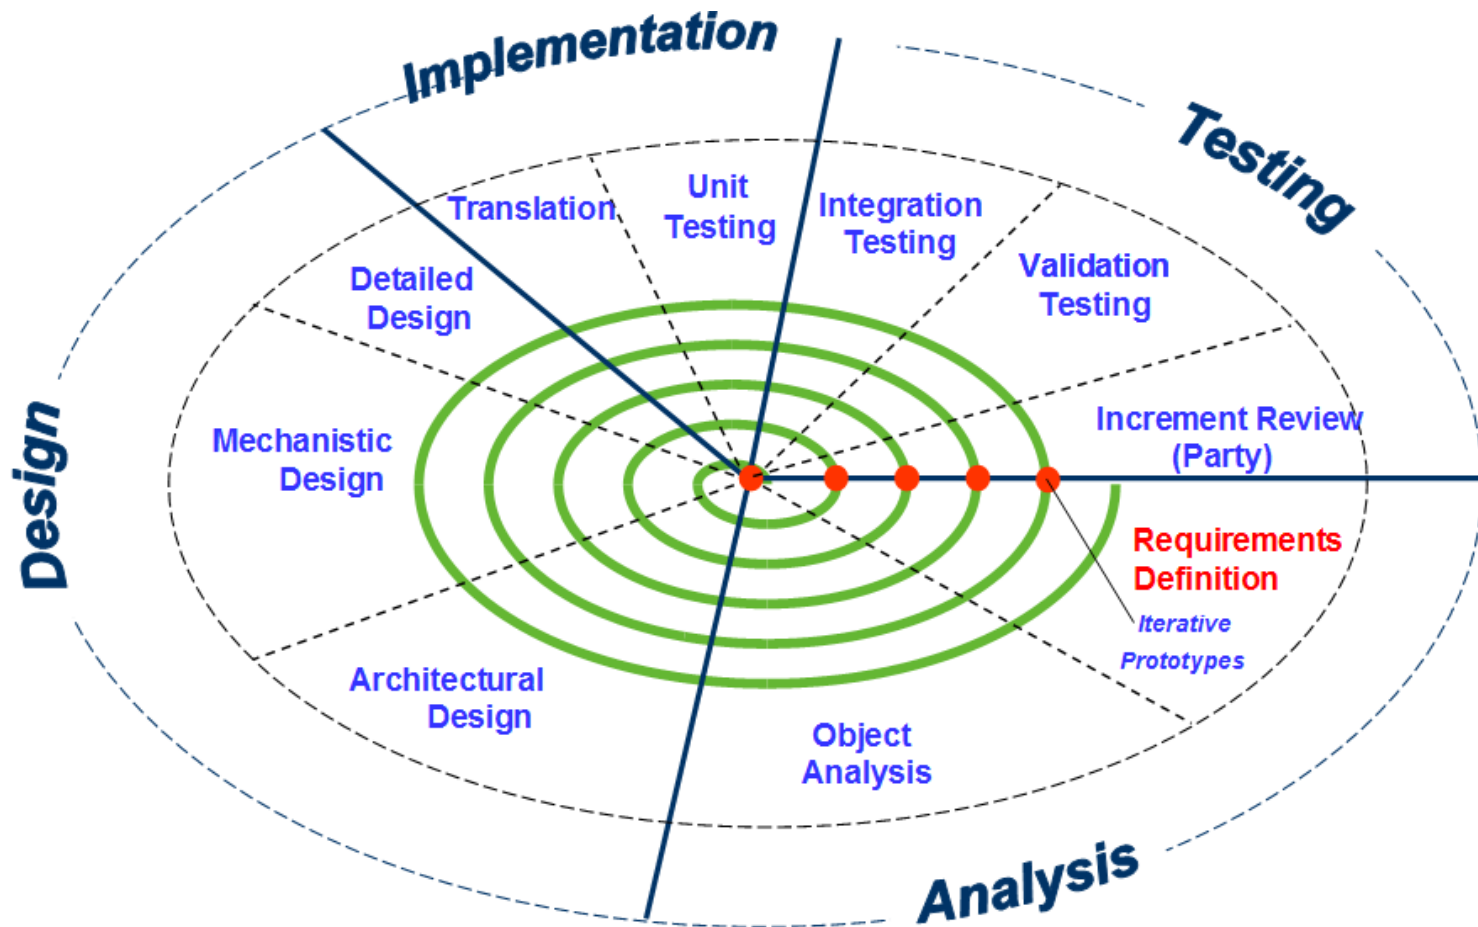 Implementation
Testing
Unit
Testing
Translation
Integration
Testing
Validation
Testing
Detailed
Design
Mechanistic
Design
Design
Increment Review
(Party)
Requirements
Definition
Iterative
Prototypes
Architectural
Design
Object
Analysis
Analysis